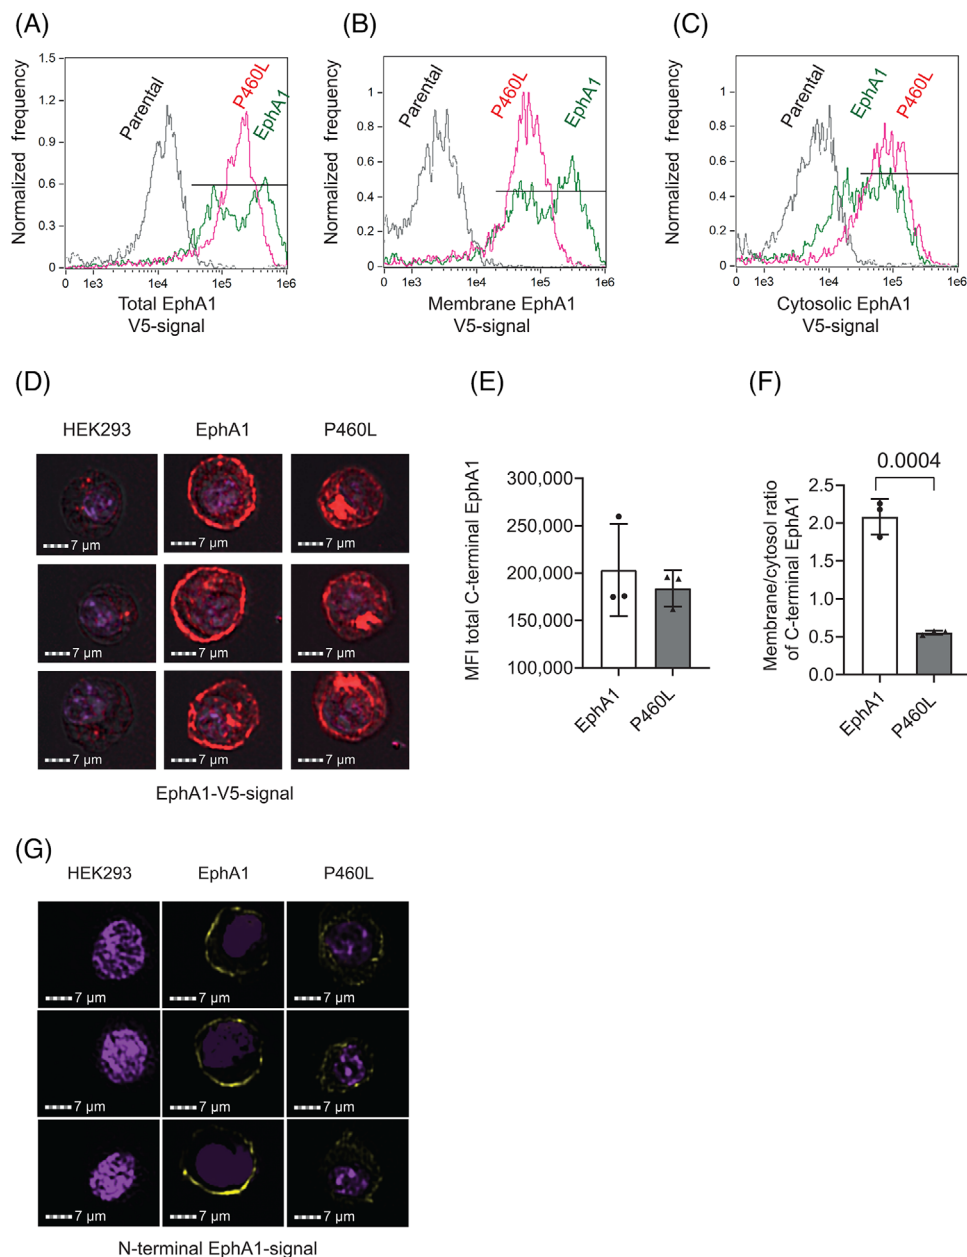 (A)
Normalized frequency
1.5
1.2
0.9
0.6
0.3
0
Parental
P460L
EphA1
0 1e3 1e4 1e5 1e6
Total EphA1
V5-signal
(B)
Normalized frequency
1
0.8
0.6
0.4
0.2
0
Parental
P460L
EphA1
0 1e3 1e4 1e5 1e6
Membrane EphA1
V5-signal
(C)
Normalized frequency
1
0.8
0.6
0.4
0.2
0
Parental
EphA1
P460L
0 1e3 1e4 1e5 1e6
Cytosolic EphA1
V5-signal
(D)
HEK293 EphA1 P460L
7 μm 7 μm 7 μm
7 μm 7 μm 7 μm
7 μm 7 μm 7 μm
EphA1-V5-signal
(E)
MFI total C-terminal EphA1
300,000
250,000
200,000
150,000
100,000
EphA1
P460L
(F)
Membrane/cytosol ratio
of C-terminal EphA1
0.0004
2.5
2.0
1.5
1.0
0.5
0.0
EphA1
P460L
(G)
HEK293 EphA1 P460L
7 μm 7 μm 7 μm
7 μm 7 μm 7 μm
7 μm 7 μm 7 μm
N-terminal EphA1-signal